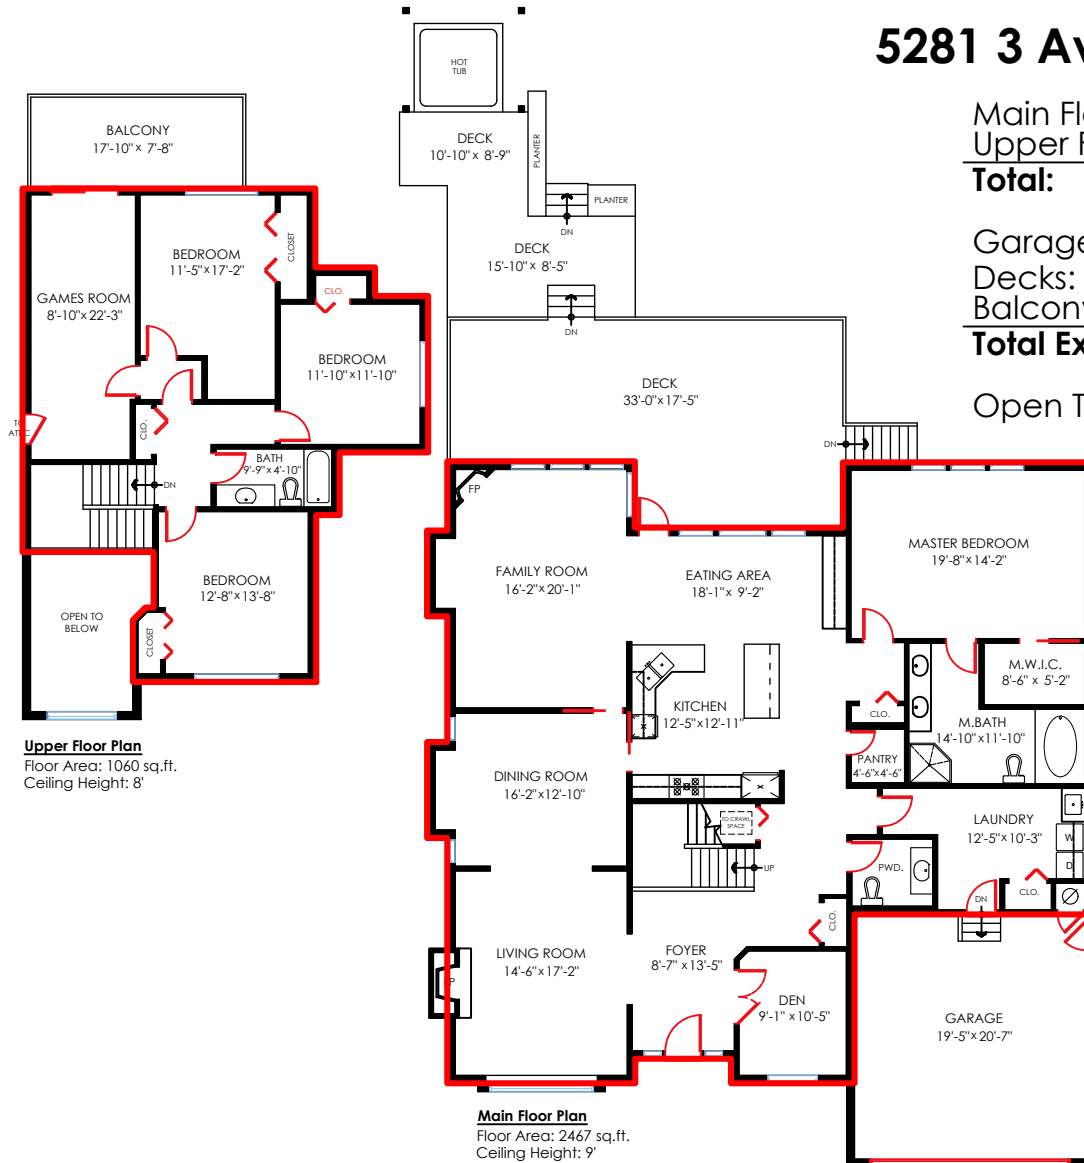 5281 3 Av
Main Fl
Upper F
Total:
Garage
Decks:
Balcony
Total Ex
Open T
HOT
TUB
DECK
10'-10" x 8'-9"
PLANTER
PLANTER
DN
DECK
15'-10" x 8'-5"
DN
DECK
33'-0" x 17'-5"
DN
BALCONY
17'-10" x 7'-8"
BEDROOM
11'-5" x 17'-2"
CLOSET
GAMES ROOM
8'-10" x 22'-3"
CLO.
BEDROOM
11'-10" x 11'-10"
TO
ATTIC
CLO.
BATH
9'-9" x 4'-10"
DN
BEDROOM
12'-8" x 13'-8"
OPEN TO
BELOW
CLOSET
Upper Floor Plan
Floor Area: 1060 sq.ft.
Ceiling Height: 8'
FP
FAMILY ROOM
16'-2" x 20'-1"
EATING AREA
18'-1" x 9'-2"
MASTER BEDROOM
19'-8" x 14'-2"
M.W.I.C.
8'-6" x 5'-2"
KITCHEN
12'-5" x 12'-11"
CLO.
M.BATH
14'-10" x 11'-10"
PANTRY
4'-6" x 4'-6"
DINING ROOM
16'-2" x 12'-10"
TO CRAWL
SPACE
UP
LAUNDRY
12'-5" x 10'-3"
W
D
PWD.
CLO.
DN
CLO.
LIVING ROOM
14'-6" x 17'-2"
FP
FOYER
8'-7" x 13'-5"
DEN
9'-1" x 10'-5"
GARAGE
19'-5" x 20'-7"
Main Floor Plan
Floor Area: 2467 sq.ft.
Ceiling Height: 9'